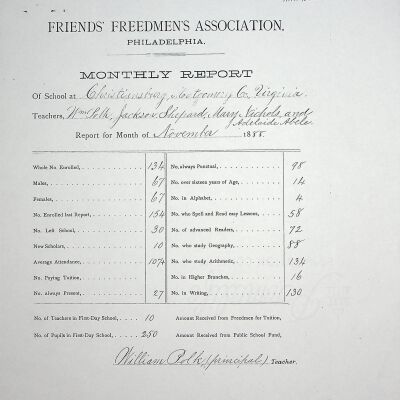 FRIENDS' FREEDMEN'S ASSOCIATION,
PHILADELPHIA.
MONTHLY REPORT
Of School at Christiansburg, Montgomery Co. Virginia.
Teachers, Wm Polk, Jackson Shepard, Mary Nichols and
Adelaide Abele
Report for Month of November 1888.
Whole No. Enrolled, 134
Males, 67
Females, 67
No. Enrolled last Report, 154
No. Left School, 30
New Scholars, 10
Average Attendance, 107
No. Paying Tuition,
No. always Present, 27
No. always Punctual, 98
No. over sixteen years of Age, 14
No. in Alphabet, 4
No. who Spell and Read easy Lessons, 58
No. of advanced Readers, 72
No. who study Geography, 88
No. who study Arithmetic, 134
No. in Higher Branches, 16
No. in Writing, 130
No. of Teachers in First-Day School, 10
No. of Pupils in First-Day School, 250
Amount Received from Freedmen for Tuition,
Amount Received from Public School Fund,
William Polk (principal) Teacher.